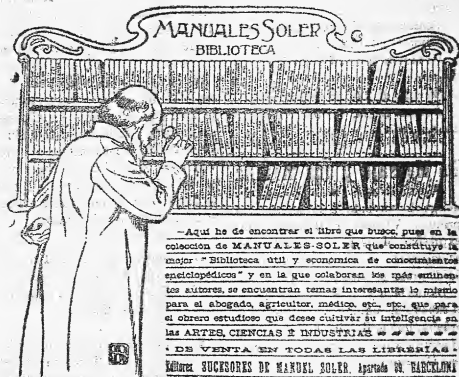 MANUALES SOLER
BIBLIOTECA
—Aquí he de encontrar el libro que busco, pues en la
colección de MANUALES-SOLER que constituye la
mejor "Biblioteca útil y económica de conocimientos
enciclopédicos" y en la que colaboran los más eminen-
tes autores, se encuentran temas interesantes lo mismo
para el abogado, agricultor, médico, etc., etc., que para
el obrero estudioso que desee cultivar su inteligencia en
las ARTES, CIENCIAS É INDUSTRIAS
DE VENTA EN TODAS LAS LIBRERÍAS
Editores SUCESORES DE MANUEL SOLER, Apartado 89, BARCELONA